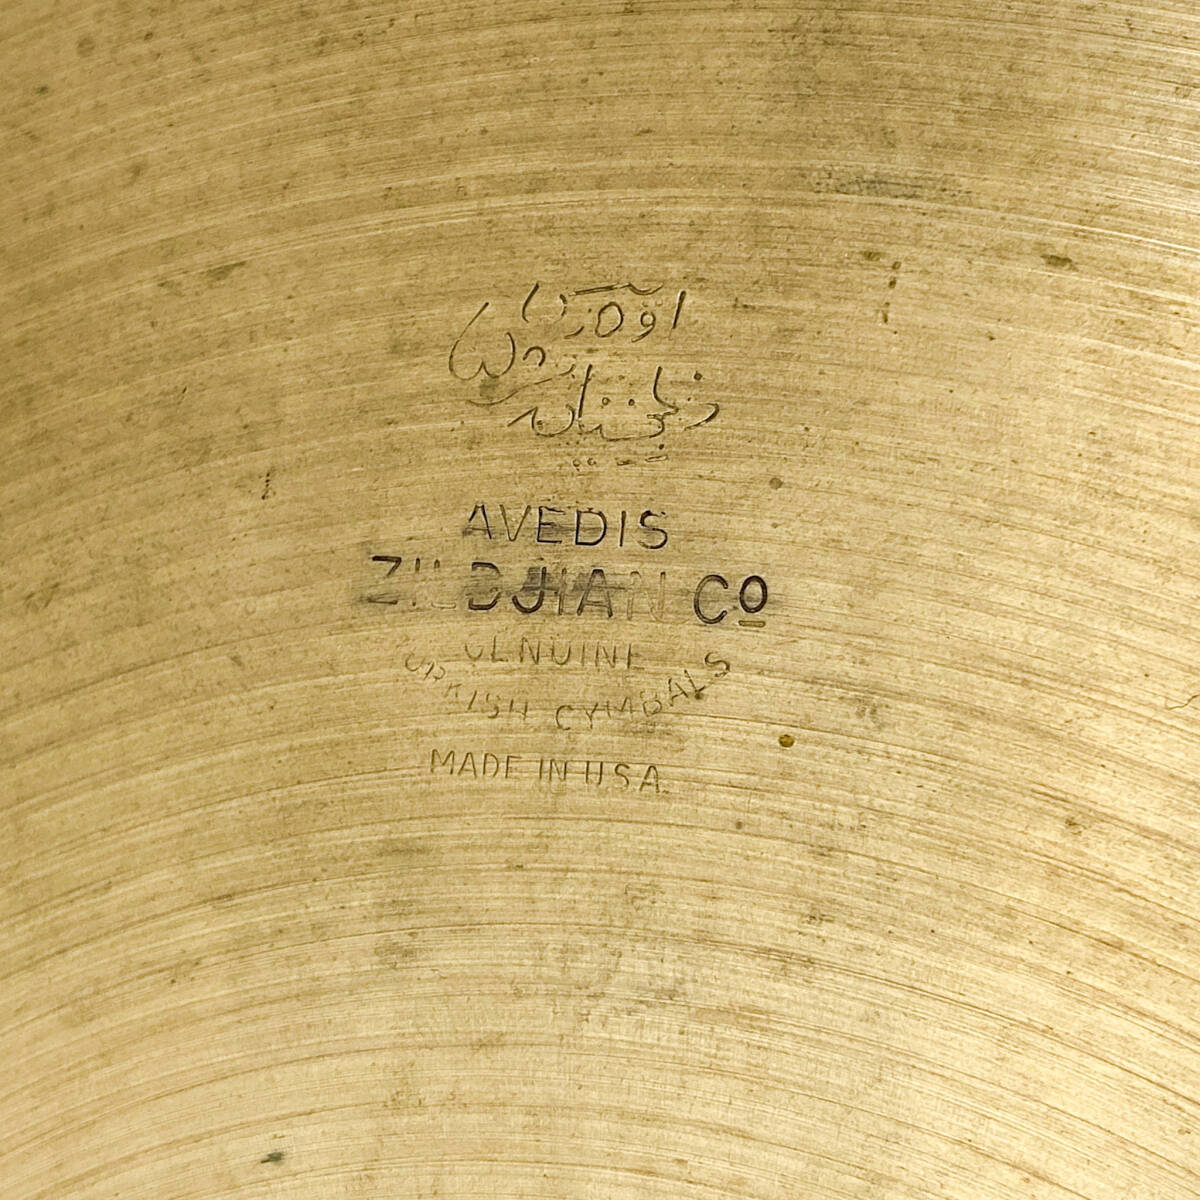 AVEDIS
ZILDJIAN Co
GENUINE
TURKISH CYMBALS
MADE IN U.S.A.